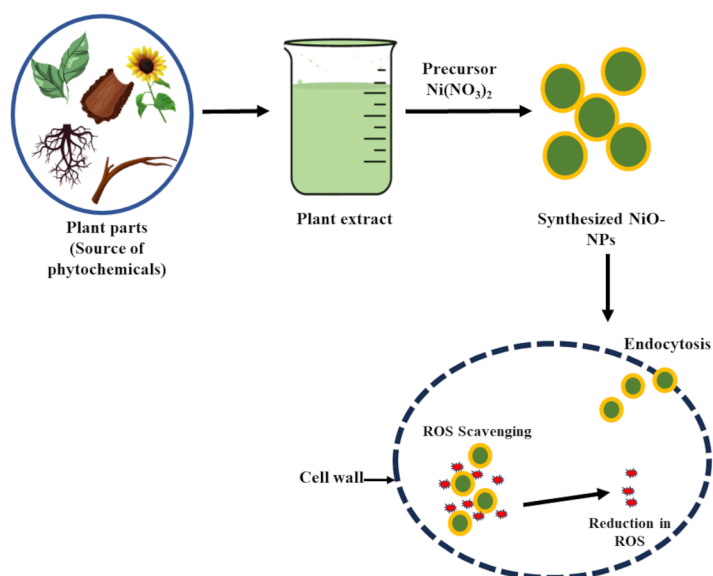 Precursor
Ni(NO₃)₂
Plant parts
(Source of
phytochemicals)
Plant extract
Synthesized NiO-
NPs
Endocytosis
ROS Scavenging
Cell wall
Reduction in
ROS